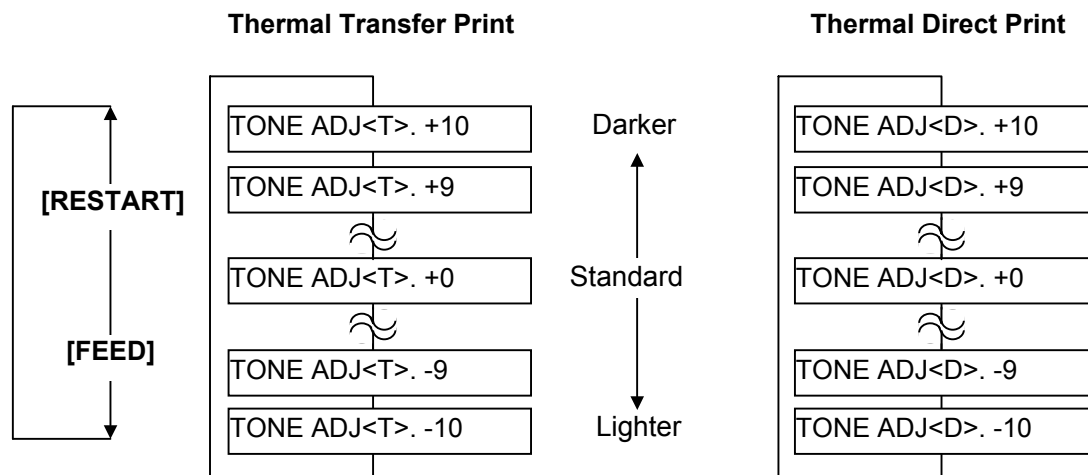 Thermal Transfer Print
Thermal Direct Print
TONE ADJ<T>. +10
Darker
TONE ADJ<D>. +10
[RESTART]
TONE ADJ<T>. +9
TONE ADJ<D>. +9
TONE ADJ<T>. +0
Standard
TONE ADJ<D>. +0
[FEED]
TONE ADJ<T>. -9
TONE ADJ<D>. -9
TONE ADJ<T>. -10
Lighter
TONE ADJ<D>. -10